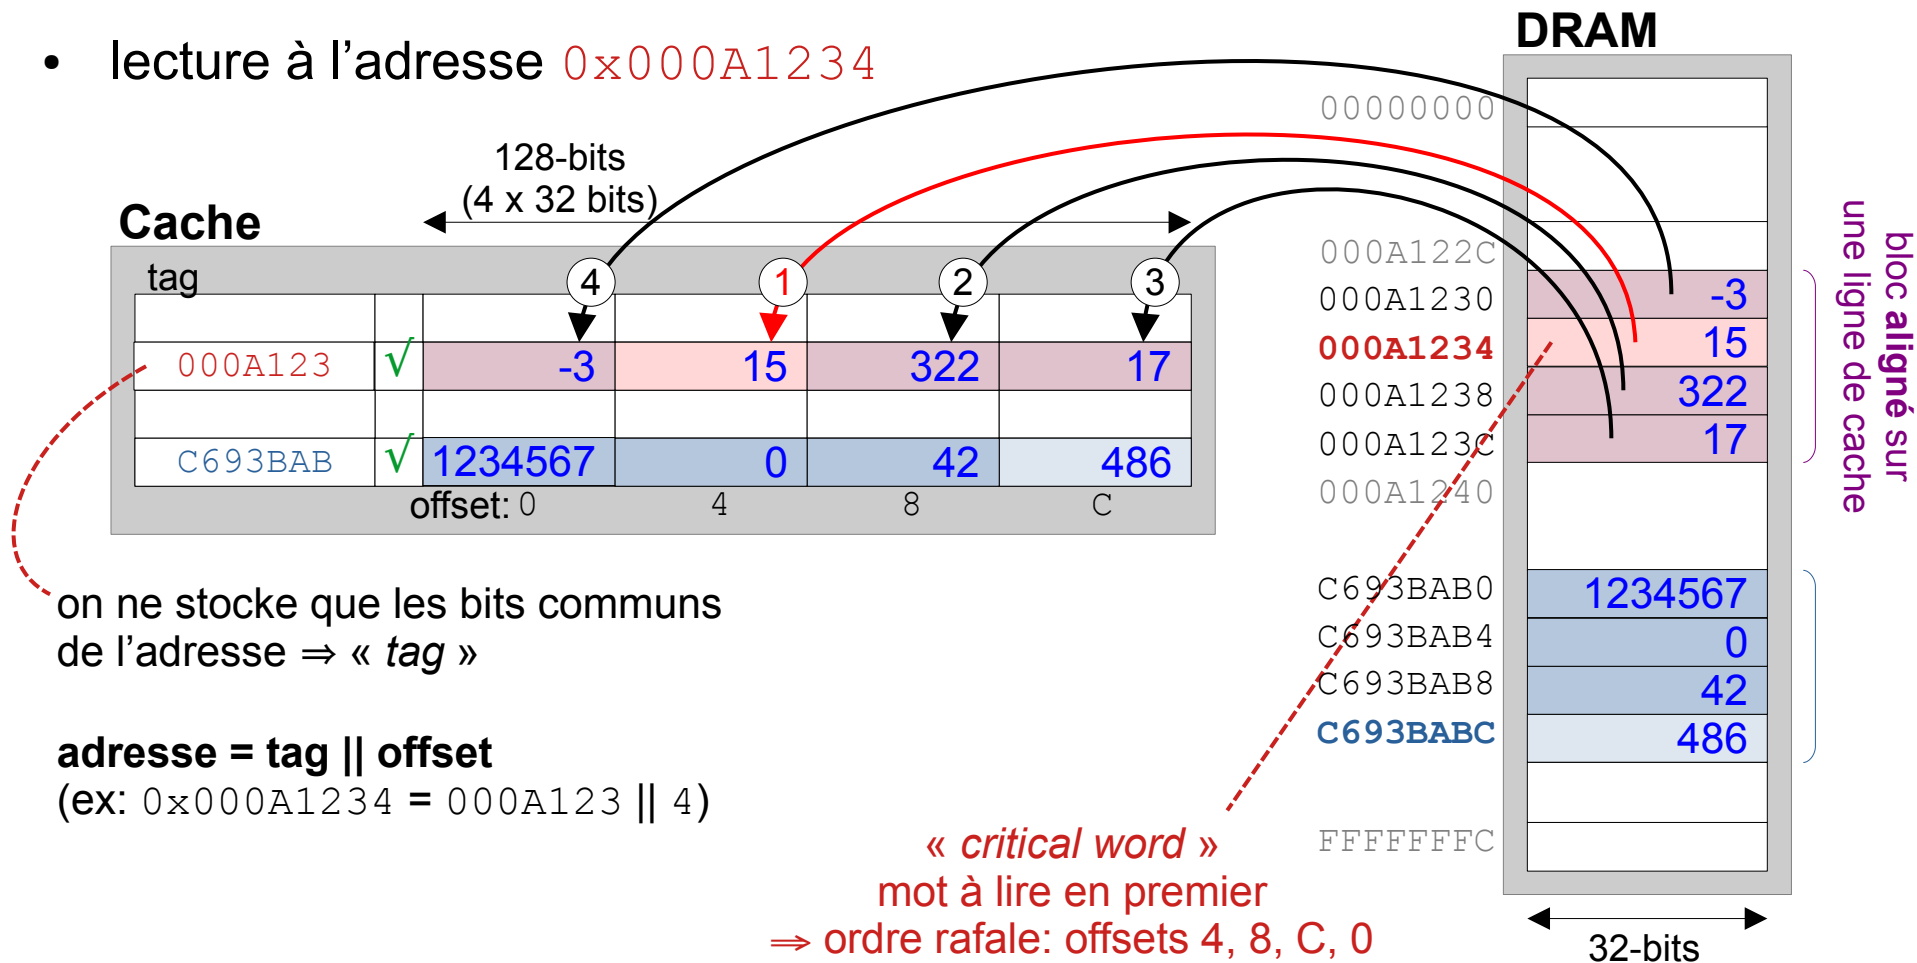 • lecture à l’adresse 0x000A1234
DRAM
128-bits
(4 x 32 bits)
Cache
tag
4
1
2
3
000A123 √ -3 15 322 17
C693BAB √ 1234567 0 42 486
offset: 0 4 8 C
00000000
000A122C
000A1230 -3
000A1234 15
000A1238 322
000A123C 17
000A1240
C693BAB0 1234567
C693BAB4 0
C693BAB8 42
C693BABC 486
FFFFFFFC
32-bits
bloc aligné sur
une ligne de cache
on ne stocke que les bits communs
de l’adresse ⇒ « tag »
adresse = tag || offset
(ex: 0x000A1234 = 000A123 || 4)
« critical word »
mot à lire en premier
⇒ ordre rafale: offsets 4, 8, C, 0